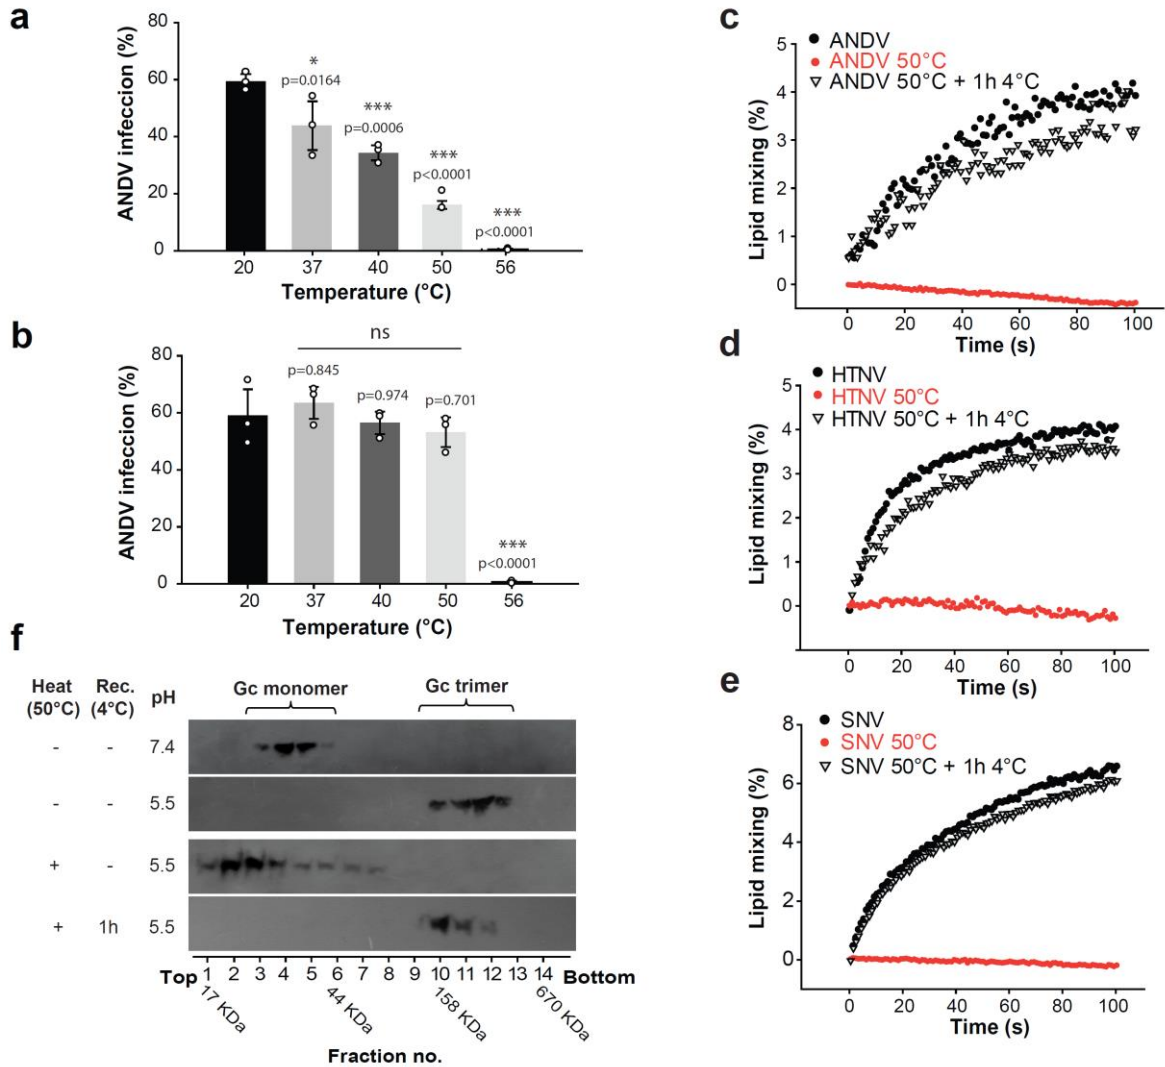 a
80
60
40
20
0
ANDV infeccion (%)
*
p=0.0164
***
p=0.0006
***
p<0.0001
***
p<0.0001
20 37 40 50 56
Temperature (°C)
b
ns
80
60
40
20
0
ANDV infeccion (%)
p=0.845
p=0.974
p=0.701
***
p<0.0001
20 37 40 50 56
Temperature (°C)
f
Heat (50°C)
Rec. (4°C)
pH
Gc monomer
Gc trimer
- - 7.4
- - 5.5
+ - 5.5
+ 1h 5.5
Top 1 2 3 4 5 6 7 8 9 10 11 12 13 14 Bottom
17 KDa 44 KDa 158 KDa 670 KDa
Fraction no.
c
ANDV
ANDV 50°C
ANDV 50°C + 1h 4°C
5
4
3
2
1
0
Lipid mixing (%)
0 20 40 60 80 100
Time (s)
d
HTNV
HTNV 50°C
HTNV 50°C + 1h 4°C
5
4
3
1
0
Lipid mixing (%)
0 20 40 60 80 100
Time (s)
e
SNV
SNV 50°C
SNV 50°C + 1h 4°C
8
6
4
2
0
Lipid mixing (%)
0 20 40 60 80 100
Time (s)